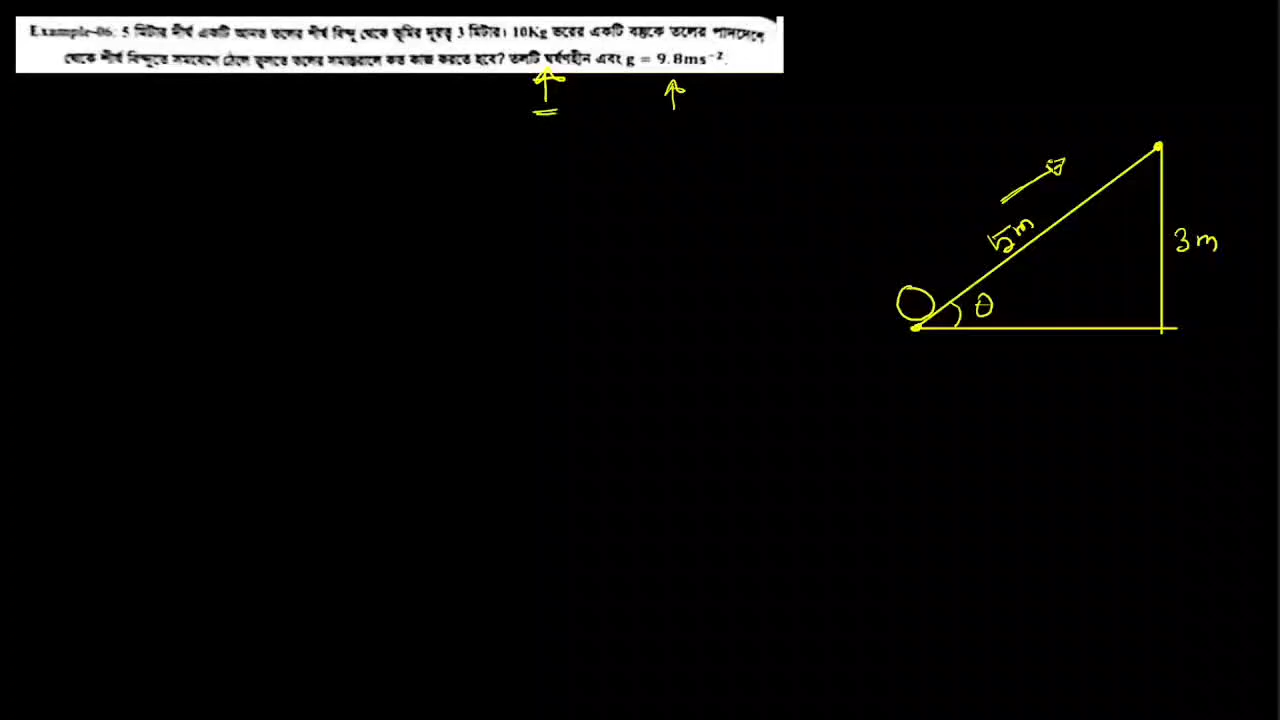 Example-06: 5 মিটার দীর্ঘ একটি আনত তলের শীর্ষ বিন্দু থেকে ভূমির দূরত্ব 3 মিটার। 10Kg ভরের একটি বস্তুকে তলের পাদদেশ
থেকে শীর্ষ বিন্দুতে সমবেগে ঠেলে তুলতে তলের সমান্তরালে কত কাজ করতে হবে? তলটি ঘর্ষণহীন এবং g = 9.8ms⁻².
5m
3m
θ